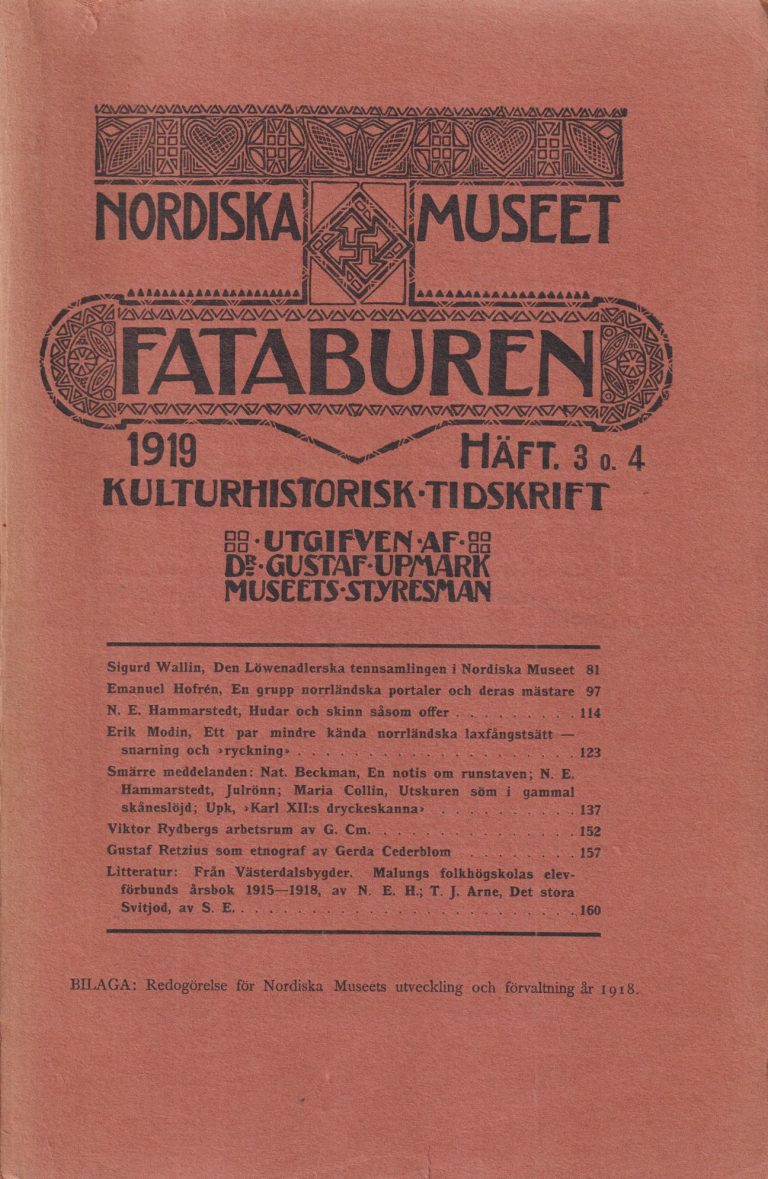 NORDISKA MUSEET
FATABUREN
1919 HÄFT. 3 o. 4
KULTURHISTORISK·TIDSKRIFT
·UTGIFVEN·AF·
DR·GUSTAF·UPMARK
MUSEETS·STYRESMAN
Sigurd Wallin, Den Löwenadlerska tennsamlingen i Nordiska Museet 81
Emanuel Hofrén, En grupp norrländska portaler och deras mästare 97
N. E. Hammarstedt, Hudar och skinn såsom offer . . . . . . . . . . 114
Erik Modin, Ett par mindre kända norrländska laxfångstsätt —
snarning och ›ryckning› . . . . . . . . . . . . . . . . . . . . . . . 123
Smärre meddelanden: Nat. Beckman, En notis om runstaven; N. E.
Hammarstedt, Julrönn; Maria Collin, Utskuren söm i gammal
skåneslöjd; Upk, ›Karl XII:s dryckeskanna› . . . . . . . . . . . . 137
Viktor Rydbergs arbetsrum av G. Cm. . . . . . . . . . . . . . . . . 152
Gustaf Retzius som etnograf av Gerda Cederblom . . . . . . . . . . 157
Litteratur: Från Västerdalsbygder. Malungs folkhögskolas elev-
förbunds årsbok 1915—1918, av N. E. H.; T. J. Arne, Det stora
Svitjod, av S. E. . . . . . . . . . . . . . . . . . . . . . . . . . . . 160
BILAGA: Redogörelse för Nordiska Museets utveckling och förvaltning år 1918.